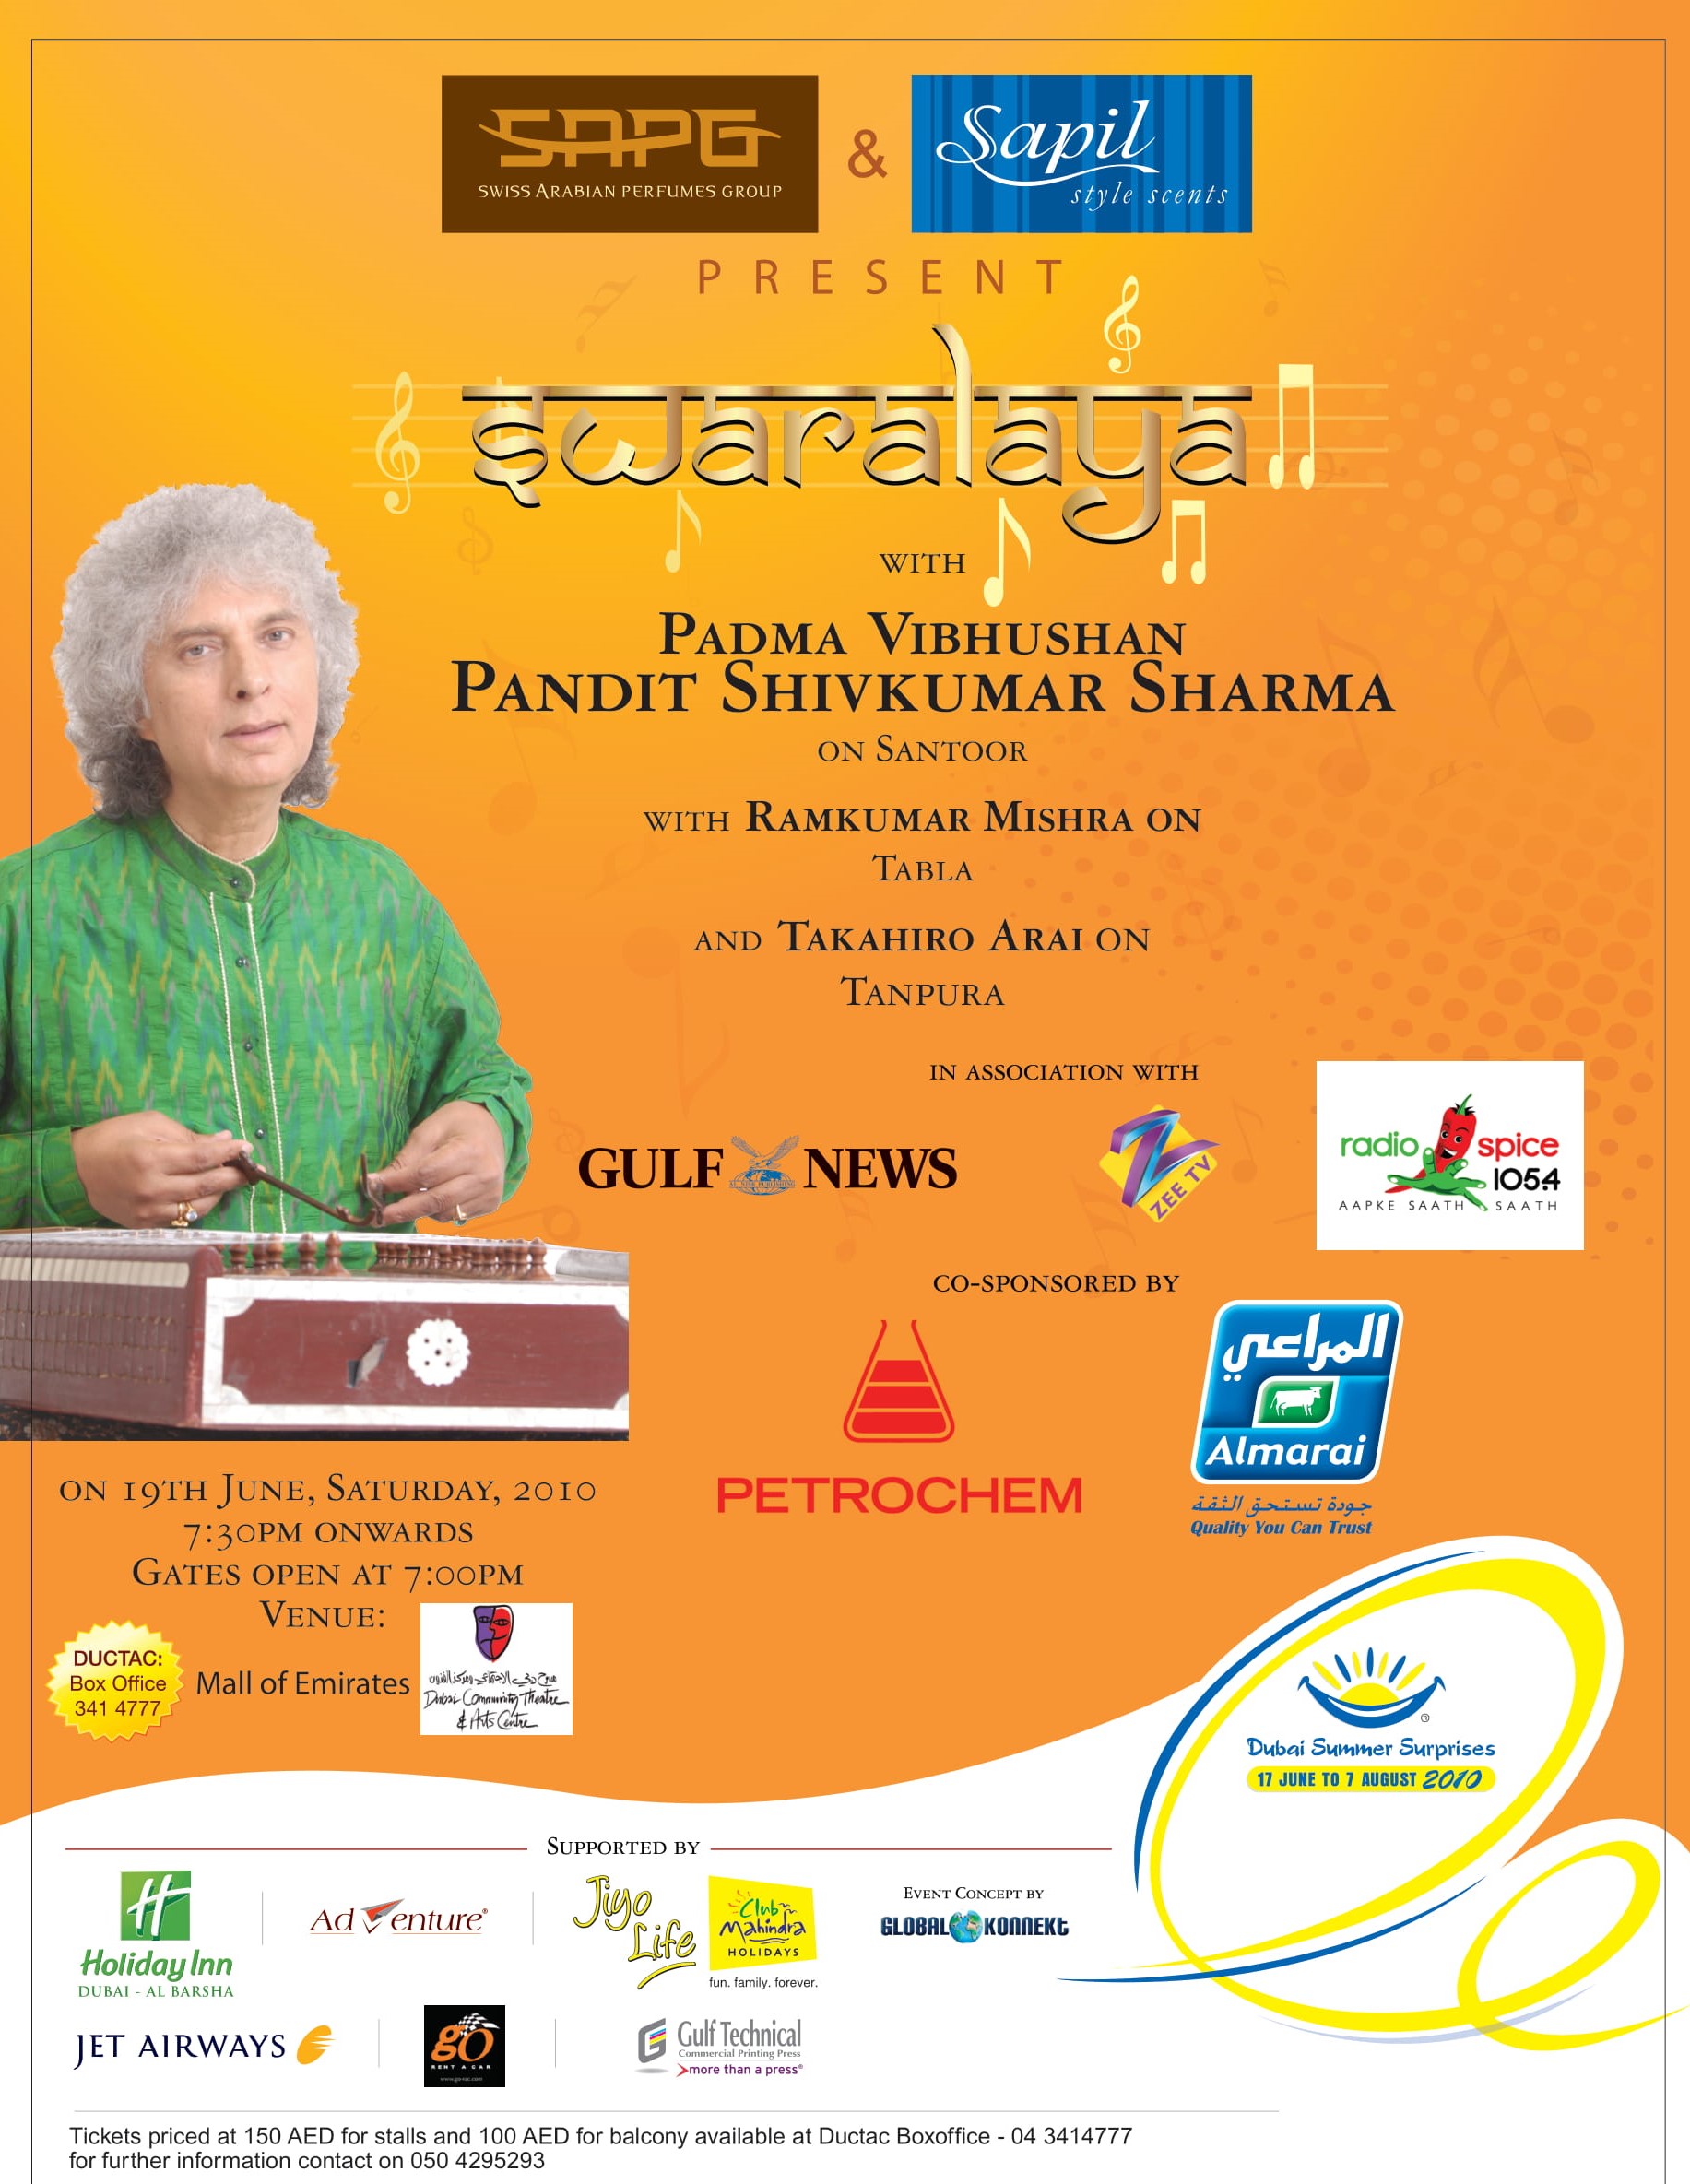 SAPG
SWISS ARABIAN PERFUMES GROUP
&
Sapil
style scents
PRESENT
swaralaya
WITH
PADMA VIBHUSHAN
PANDIT SHIVKUMAR SHARMA
ON SANTOOR
WITH RAMKUMAR MISHRA ON
TABLA
AND TAKAHIRO ARAI ON
TANPURA
IN ASSOCIATION WITH
GULF NEWS
Z
ZEE TV
radio spice
105.4
AAPKE SAATH SAATH
CO-SPONSORED BY
PETROCHEM
المراعي
Almarai
جودة تستحق الثقة
Quality You Can Trust
ON 19TH JUNE, SATURDAY, 2010
7:30PM ONWARDS
GATES OPEN AT 7:00PM
VENUE:
DUCTAC:
Box Office
341 4777
Mall of Emirates
Dubai Community Theatre
& Arts Centre
Dubai Summer Surprises
17 JUNE TO 7 AUGUST 2010
SUPPORTED BY
H
Holiday Inn
DUBAI - AL BARSHA
AdVenture
Jiyo
Life
Club
Mahindra
HOLIDAYS
fun. family. forever.
EVENT CONCEPT BY
GLOBAL KONNEKT
JET AIRWAYS
go
RENT A CAR
G
Gulf Technical
Commercial Printing Press
more than a press®
Tickets priced at 150 AED for stalls and 100 AED for balcony available at Ductac Boxoffice - 04 3414777
for further information contact on 050 4295293